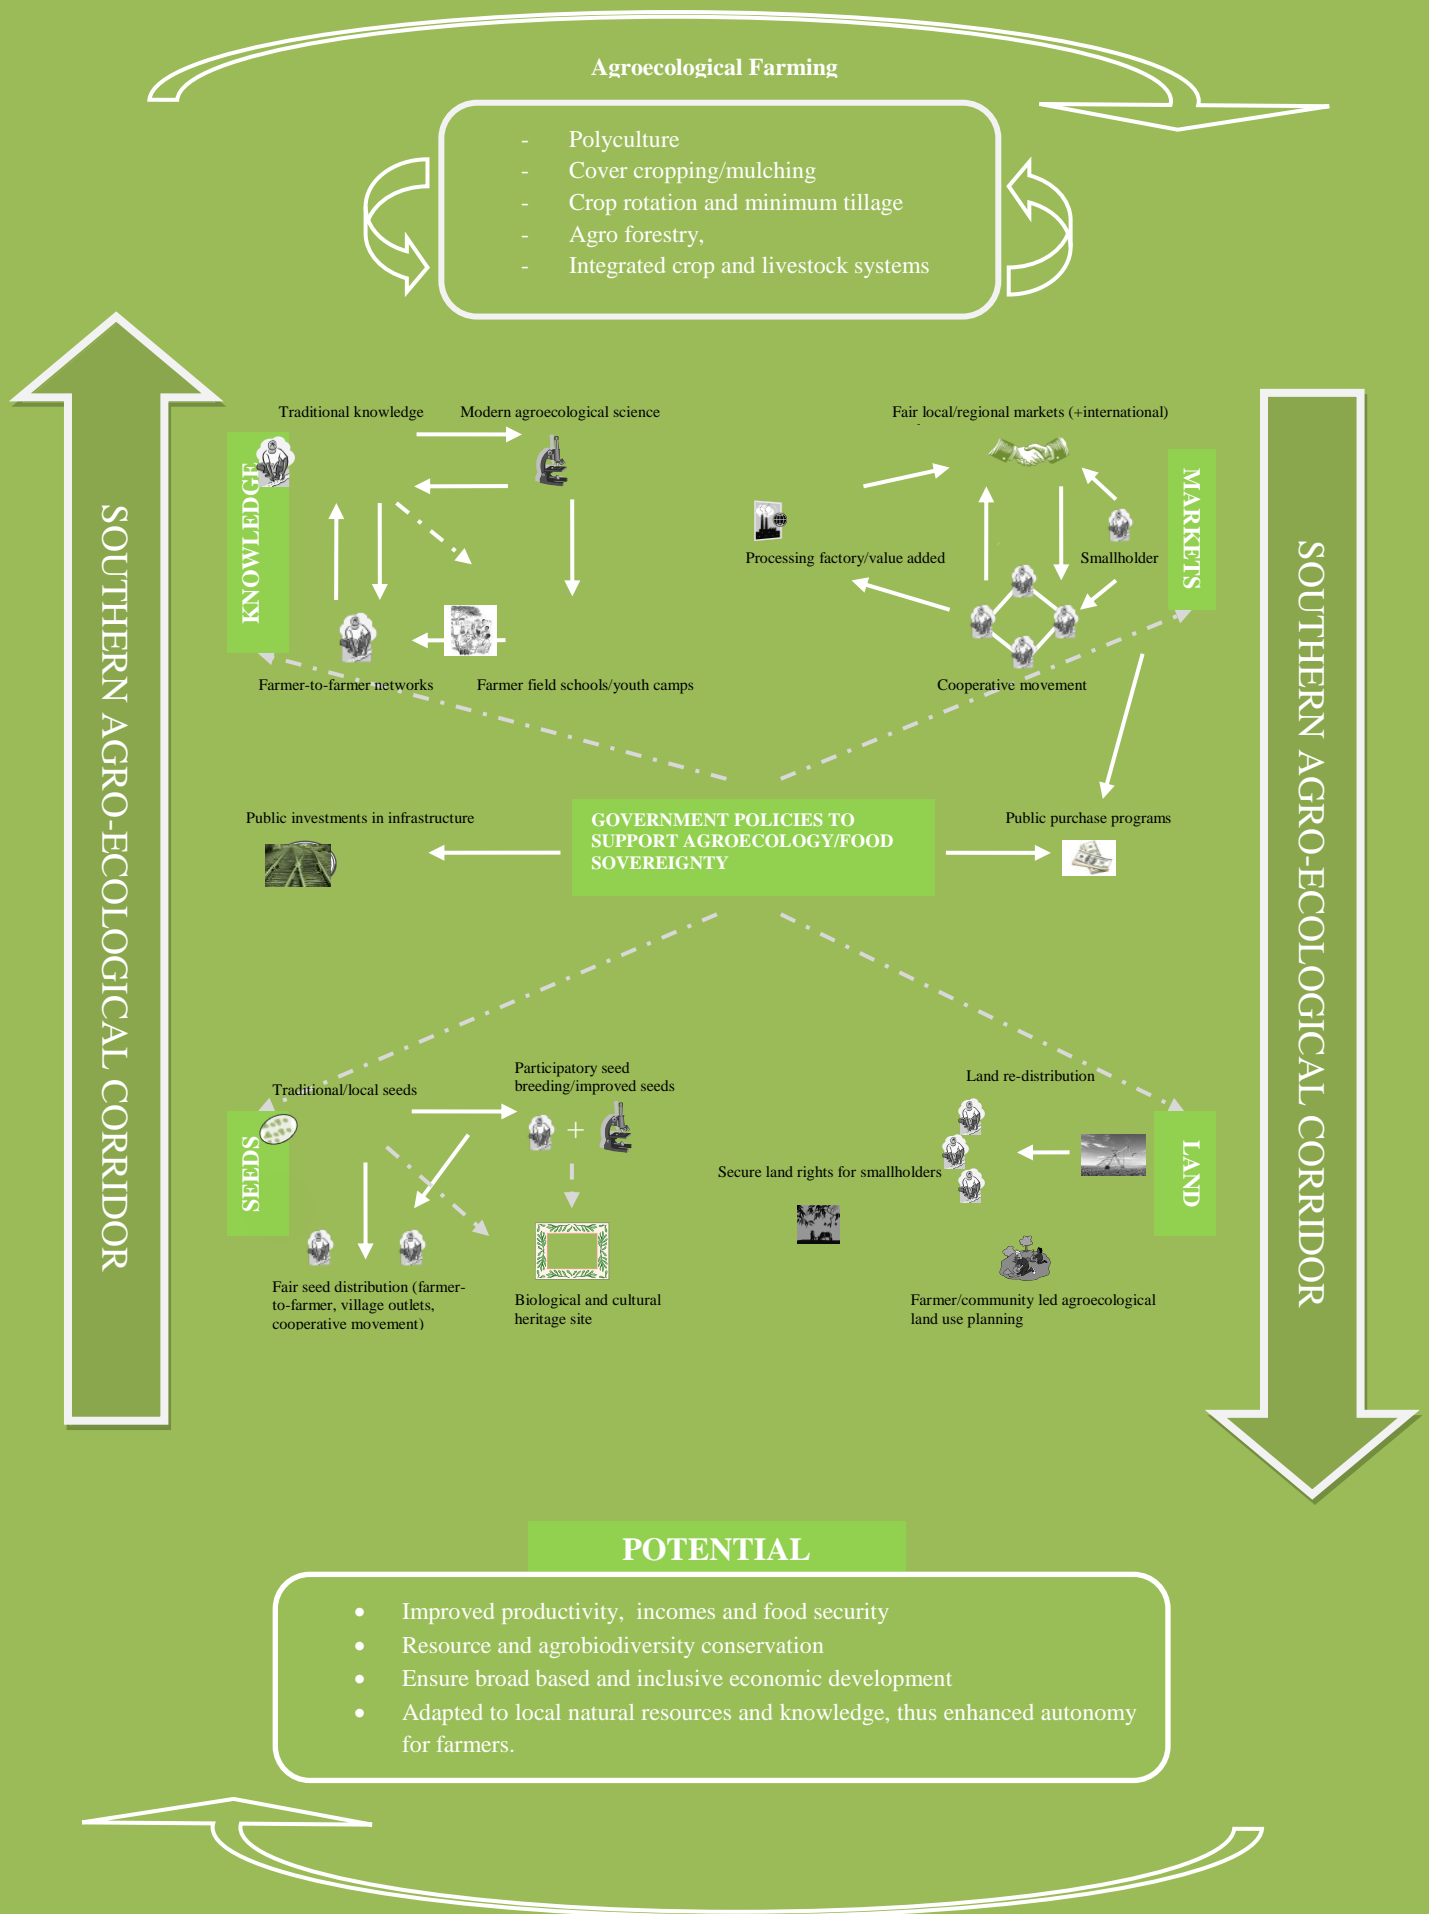 Agroecological Farming
- Polyculture
- Cover cropping/mulching
- Crop rotation and minimum tillage
- Agro forestry,
- Integrated crop and livestock systems
SOUTHERN AGRO-ECOLOGICAL CORRIDOR
KNOWLEDGE
Traditional knowledge
Modern agroecological science
Farmer-to-farmer networks
Farmer field schools/youth camps
Fair local/regional markets (+international)
MARKETS
Processing factory/value added
Smallholder
Cooperative movement
SOUTHERN AGRO-ECOLOGICAL CORRIDOR
Public investments in infrastructure
GOVERNMENT POLICIES TO
SUPPORT AGROECOLOGY/FOOD
SOVEREIGNTY
Public purchase programs
SEEDS
Traditional/local seeds
Participatory seed
breeding/improved seeds
+
Fair seed distribution (farmer-
to-farmer, village outlets,
cooperative movement)
Biological and cultural
heritage site
Land re-distribution
LAND
Secure land rights for smallholders
Farmer/community led agroecological
land use planning
POTENTIAL
• Improved productivity, incomes and food security
• Resource and agrobiodiversity conservation
• Ensure broad based and inclusive economic development
• Adapted to local natural resources and knowledge, thus enhanced autonomy
for farmers.